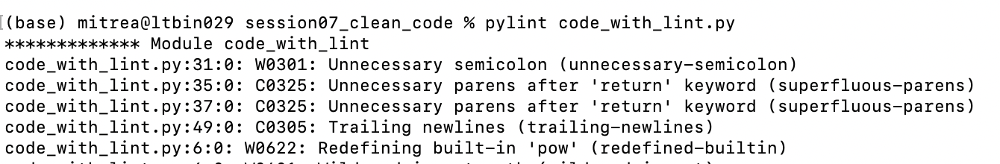 (base) mitrea@ltbin029 session07_clean_code % pylint code_with_lint.py
************* Module code_with_lint
code_with_lint.py:31:0: W0301: Unnecessary semicolon (unnecessary-semicolon)
code_with_lint.py:35:0: C0325: Unnecessary parens after 'return' keyword (superfluous-parens)
code_with_lint.py:37:0: C0325: Unnecessary parens after 'return' keyword (superfluous-parens)
code_with_lint.py:49:0: C0305: Trailing newlines (trailing-newlines)
code_with_lint.py:6:0: W0622: Redefining built-in 'pow' (redefined-builtin)